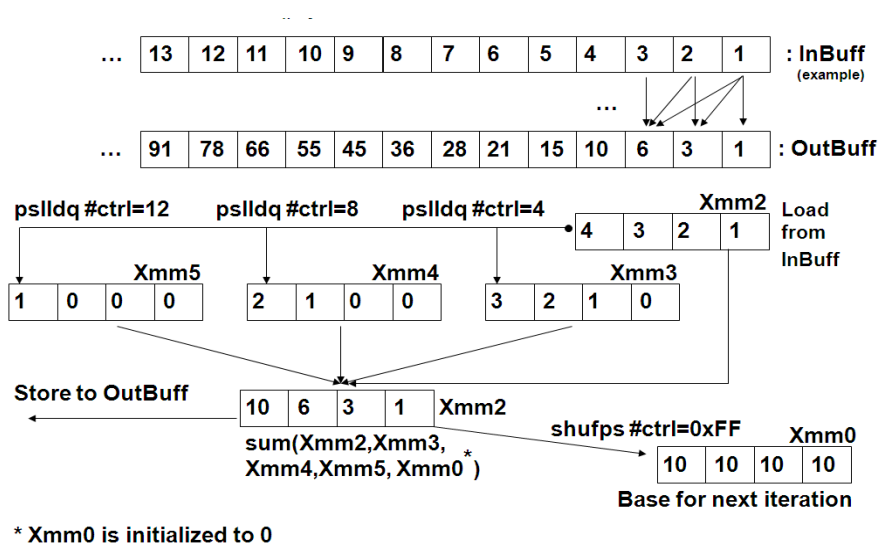 ... 13 12 11 10 9 8 7 6 5 4 3 2 1 : InBuff
(example)
...
... 91 78 66 55 45 36 28 21 15 10 6 3 1 : OutBuff
pslldq #ctrl=12 pslldq #ctrl=8 pslldq #ctrl=4 Xmm2
4 3 2 1
Load
from
InBuff
Xmm5 Xmm4 Xmm3
1 0 0 0 2 1 0 0 3 2 1 0
Store to OutBuff
10 6 3 1 Xmm2
sum(Xmm2,Xmm3,
Xmm4,Xmm5, Xmm0*)
shufps #ctrl=0xFF Xmm0
10 10 10 10
Base for next iteration
* Xmm0 is initialized to 0